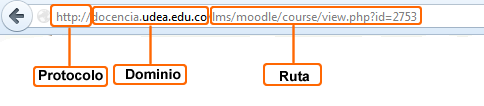 http://docencia.udea.edu.co/lms/moodle/course/view.php?id=2753
Protocolo Dominio Ruta